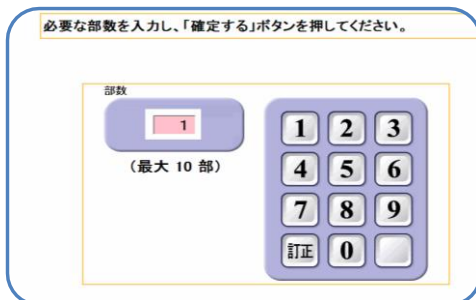 必要な部数を入力し、「確定する」ボタンを押してください。
部数
1
(最大 10 部)
1 2 3
4 5 6
7 8 9
訂正 0